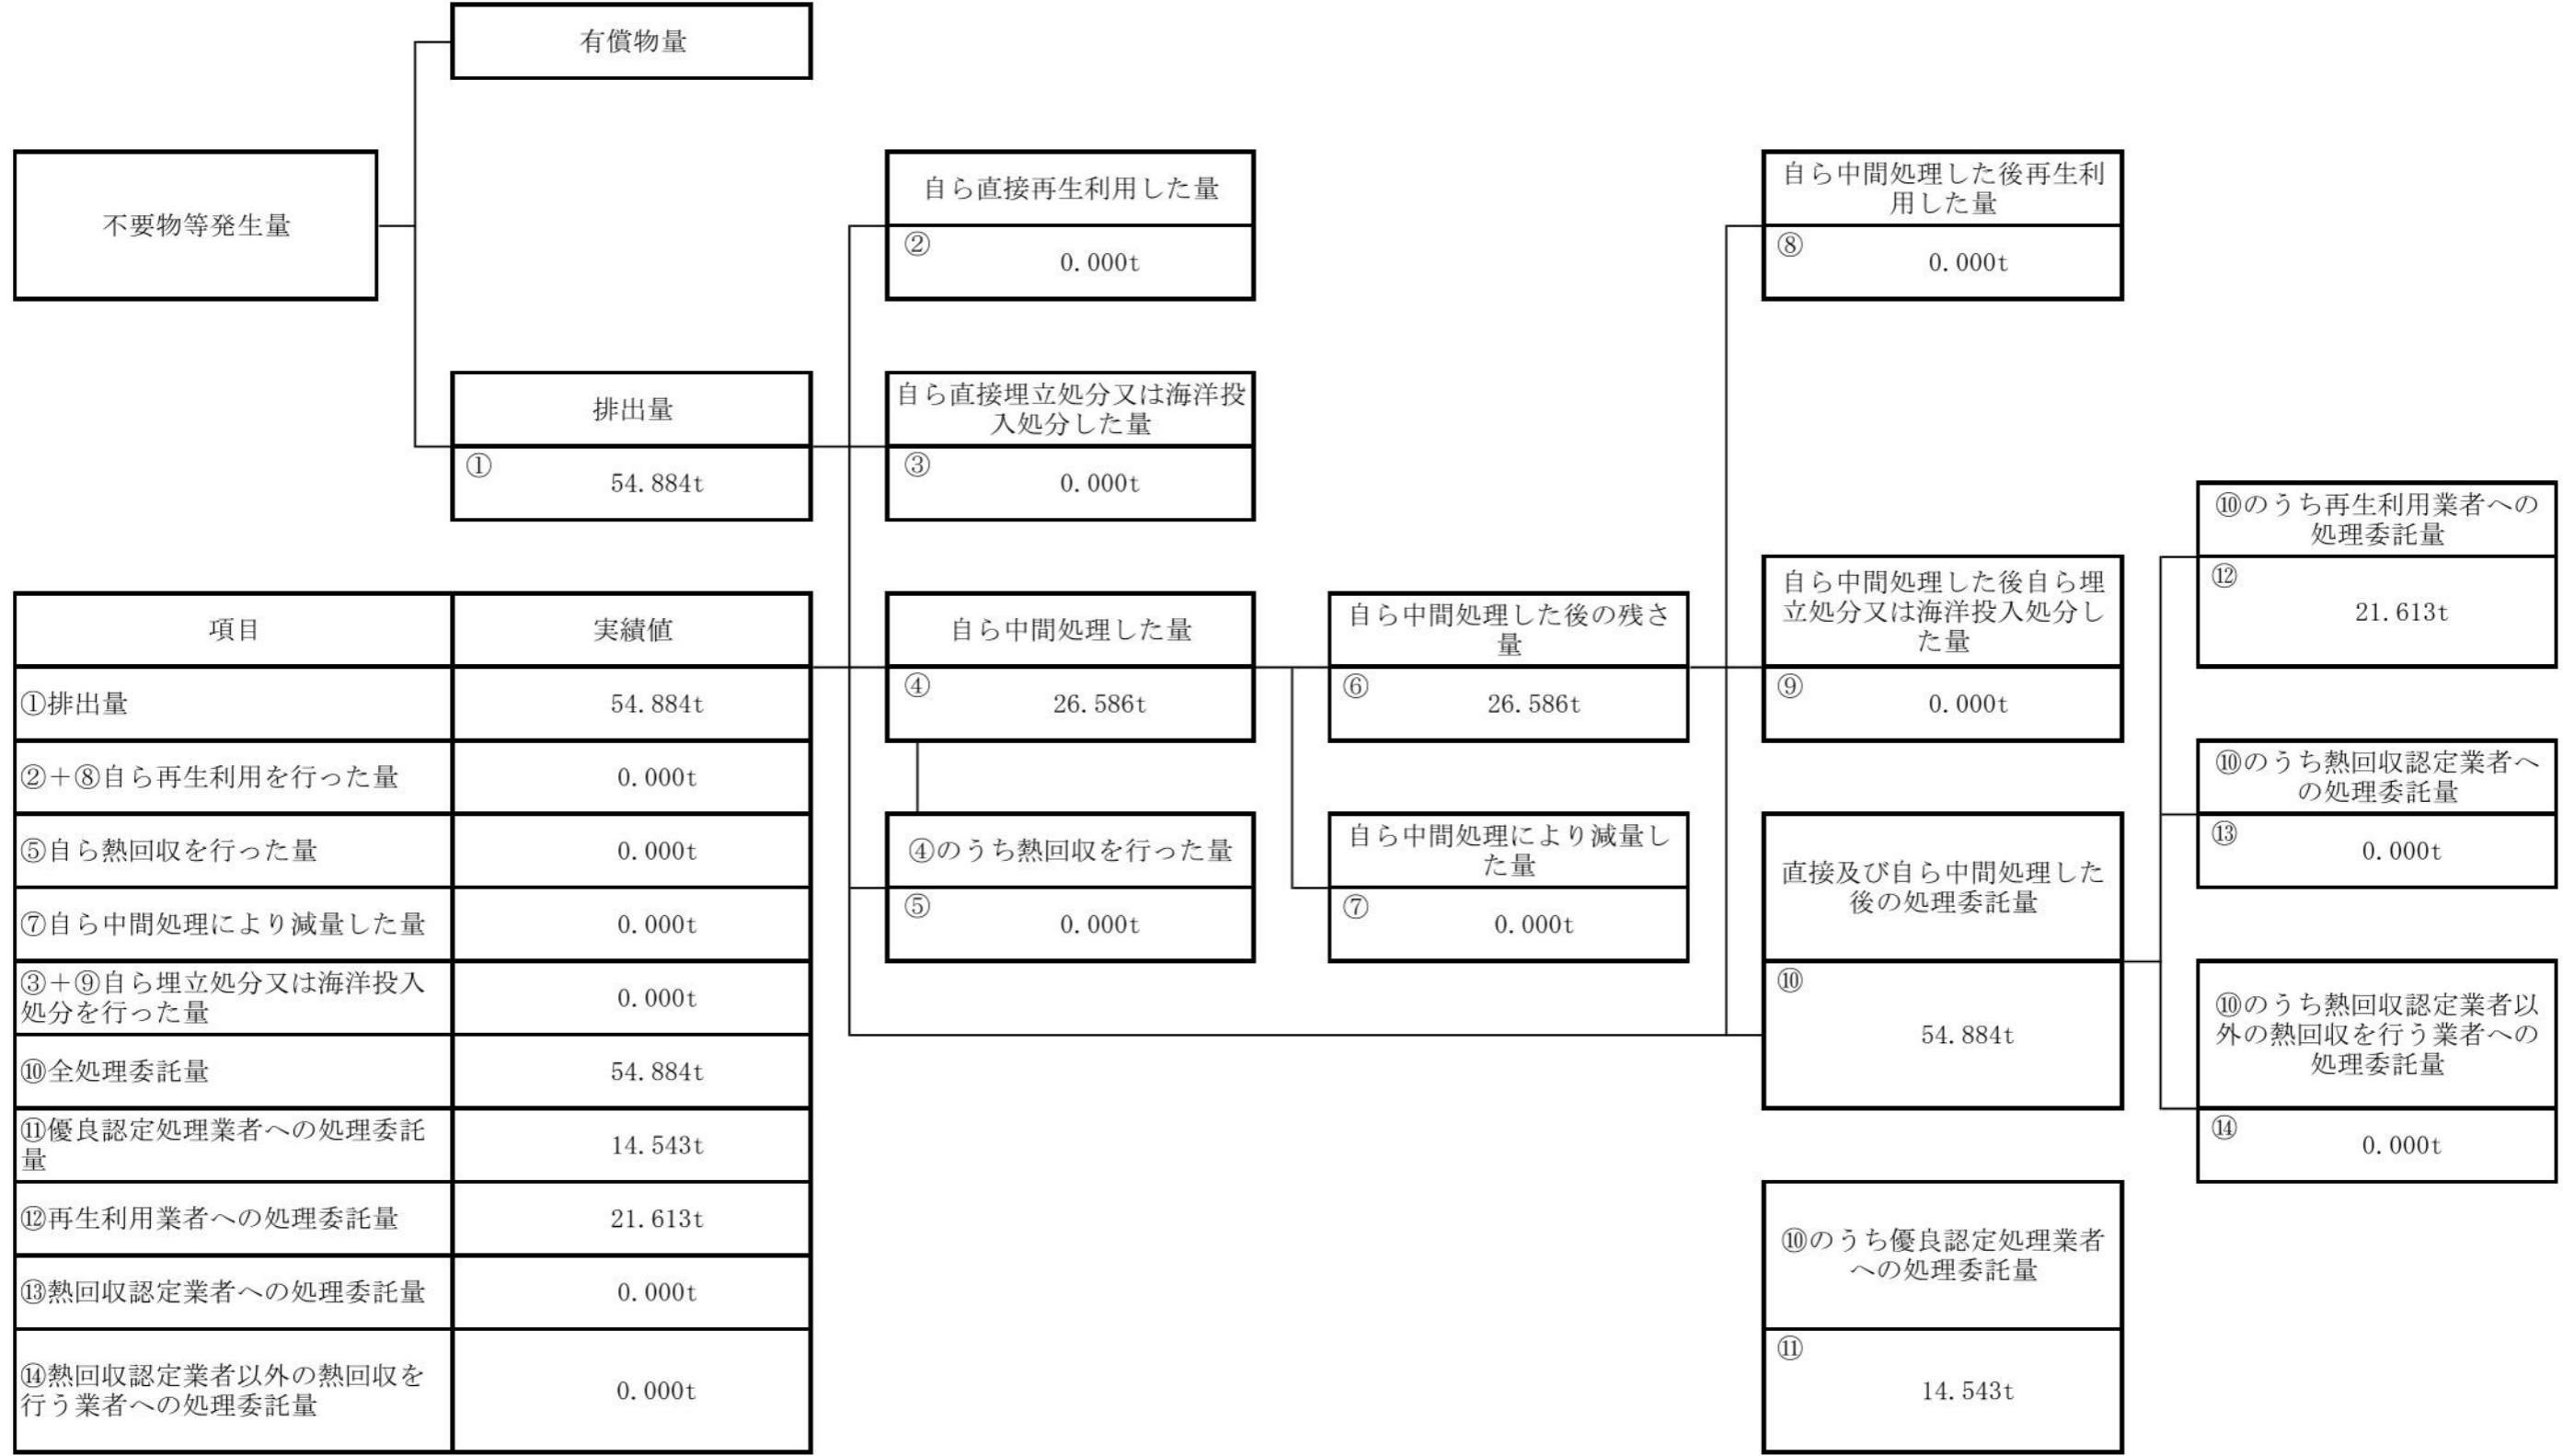 有償物量
不要物等発生量
自ら直接再生利用した量
②
0.000t
自ら中間処理した後再生利
用した量
⑧
0.000t
排出量
①
54.884t
自ら直接埋立処分又は海洋投
入処分した量
③
0.000t
自ら中間処理した量
④
26.586t
自ら中間処理した後の残さ
量
⑥
26.586t
自ら中間処理した後自ら埋
立処分又は海洋投入処分し
た量
⑨
0.000t
④のうち熱回収を行った量
⑤
0.000t
自ら中間処理により減量し
た量
⑦
0.000t
直接及び自ら中間処理した
後の処理委託量
⑩
54.884t
⑩のうち再生利用業者への
処理委託量
⑫
21.613t
⑩のうち熱回収認定業者へ
の処理委託量
⑬
0.000t
⑩のうち熱回収認定業者以
外の熱回収を行う業者への
処理委託量
⑭
0.000t
⑩のうち優良認定処理業者
への処理委託量
⑪
14.543t
項目 実績値
①排出量 54.884t
②+⑧自ら再生利用を行った量 0.000t
⑤自ら熱回収を行った量 0.000t
⑦自ら中間処理により減量した量 0.000t
③+⑨自ら埋立処分又は海洋投入
処分を行った量 0.000t
⑩全処理委託量 54.884t
⑪優良認定処理業者への処理委託
量 14.543t
⑫再生利用業者への処理委託量 21.613t
⑬熱回収認定業者への処理委託量 0.000t
⑭熱回収認定業者以外の熱回収を
行う業者への処理委託量 0.000t